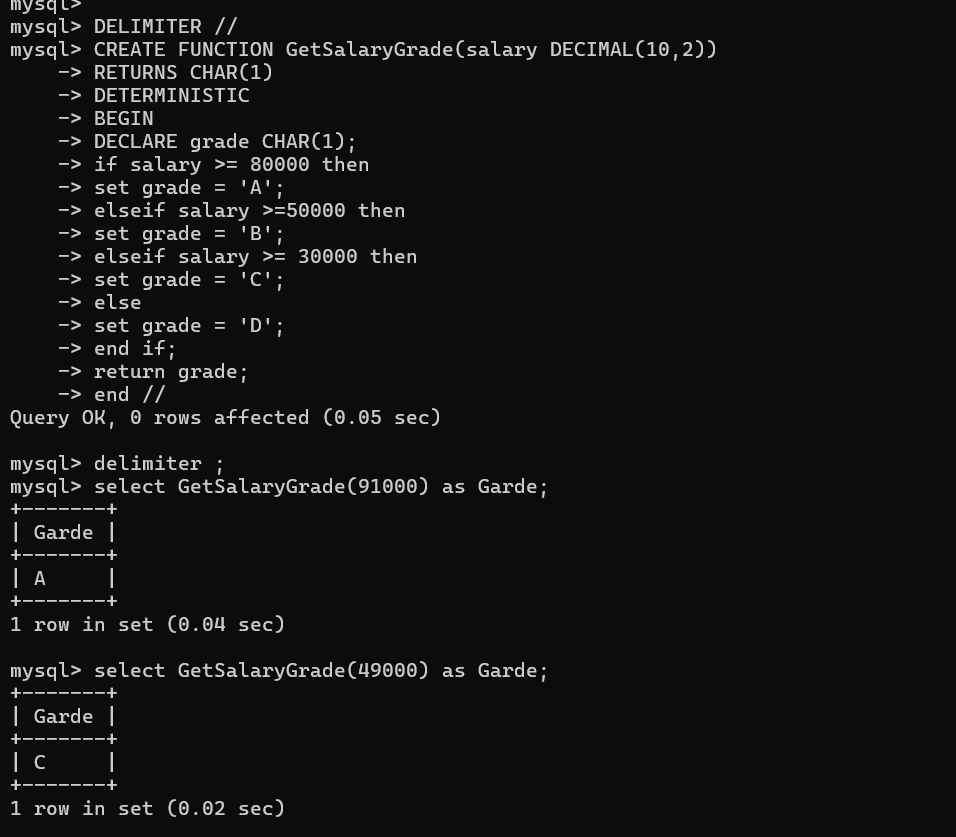 mysql>
mysql> DELIMITER //
mysql> CREATE FUNCTION GetSalaryGrade(salary DECIMAL(10,2))
    -> RETURNS CHAR(1)
    -> DETERMINISTIC
    -> BEGIN
    -> DECLARE grade CHAR(1);
    -> if salary >= 80000 then
    -> set grade = 'A';
    -> elseif salary >=50000 then
    -> set grade = 'B';
    -> elseif salary >= 30000 then
    -> set grade = 'C';
    -> else
    -> set grade = 'D';
    -> end if;
    -> return grade;
    -> end //
Query OK, 0 rows affected (0.05 sec)

mysql> delimiter ;
mysql> select GetSalaryGrade(91000) as Garde;
+-------+
| Garde |
+-------+
| A     |
+-------+
1 row in set (0.04 sec)

mysql> select GetSalaryGrade(49000) as Garde;
+-------+
| Garde |
+-------+
| C     |
+-------+
1 row in set (0.02 sec)